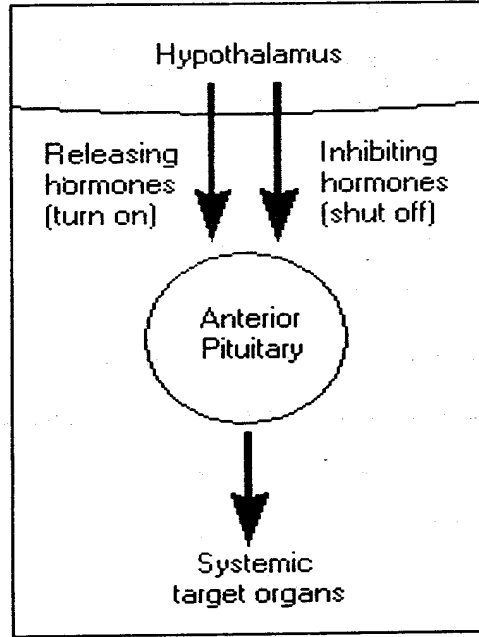 Hypothalamus
Releasing
hormones
(turn on)
Inhibiting
hormones
(shut off)
Anterior
Pituitary
Systemic
target organs